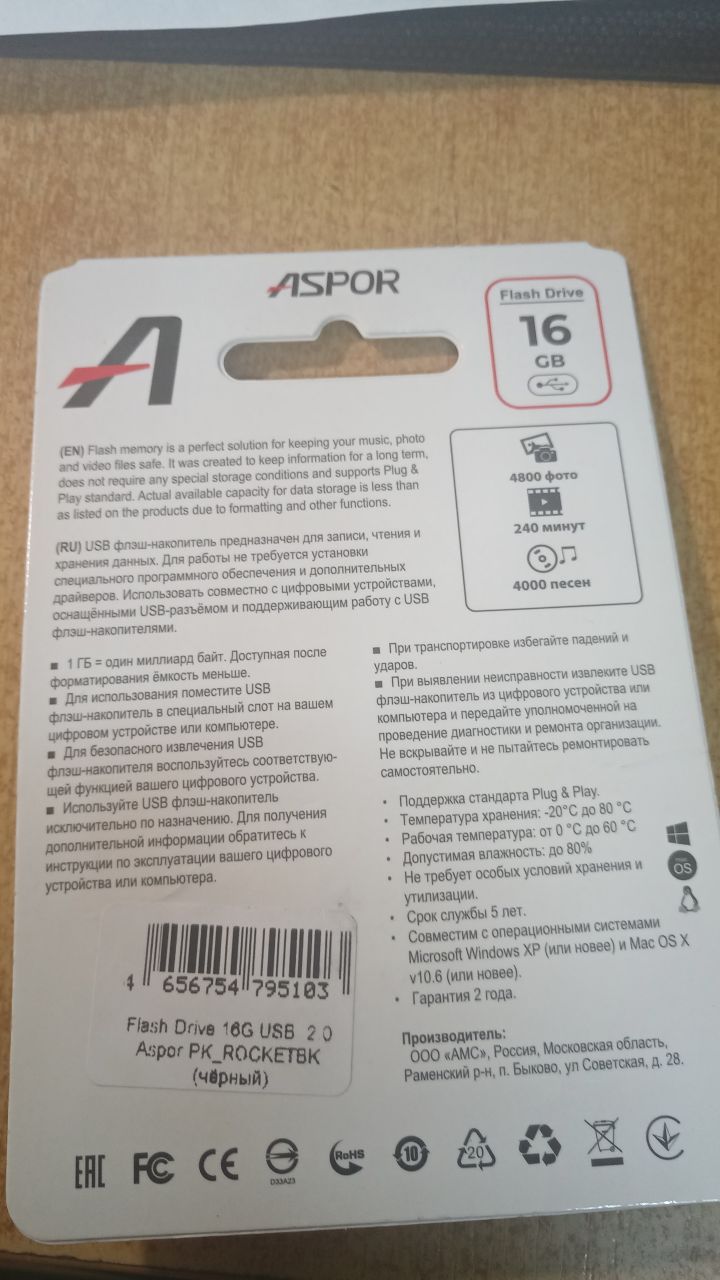 ASPOR
Flash Drive
16
GB
(EN) Flash memory is a perfect solution for keeping your music, photo
and video files safe. It was created to keep information for a long term,
does not require any special storage conditions and supports Plug &
Play standard. Actual available capacity for data storage is less than
as listed on the products due to formatting and other functions.
4800 фото
240 минут
4000 песен
(RU) USB флэш-накопитель предназначен для записи, чтения и
хранения данных. Для работы не требуется установки
специального программного обеспечения и дополнительных
драйверов. Использовать совместно с цифровыми устройствами,
оснащёнными USB-разъёмом и поддерживающим работу с USB
флэш-накопителями.
▪ 1 ГБ = один миллиард байт. Доступная после
форматирования ёмкость меньше.
▪ Для использования поместите USB
флэш-накопитель в специальный слот на вашем
цифровом устройстве или компьютере.
▪ Для безопасного извлечения USB
флэш-накопителя воспользуйтесь соответствую-
щей функцией вашего цифрового устройства.
▪ Используйте USB флэш-накопитель
исключительно по назначению. Для получения
дополнительной информации обратитесь к
инструкции по эксплуатации вашего цифрового
устройства или компьютера.
▪ При транспортировке избегайте падений и
ударов.
▪ При выявлении неисправности извлеките USB
флэш-накопитель из цифрового устройства или
компьютера и передайте уполномоченной на
проведение диагностики и ремонта организации.
Не вскрывайте и не пытайтесь ремонтировать
самостоятельно.
• Поддержка стандарта Plug & Play.
• Температура хранения: -20°C до 80 °C
• Рабочая температура: от 0 °C до 60 °C
• Допустимая влажность: до 80%
• Не требует особых условий хранения и
утилизации.
• Срок службы 5 лет.
• Совместим с операционными системами
Microsoft Windows XP (или новее) и Mac OS X
v10.6 (или новее).
• Гарантия 2 года.
OS
4 656754 795103
Flash Drive 16G USB 2.0
Aspor PK_ROCKETBK
(чёрный)
Производитель:
ООО «АМС», Россия, Московская область,
Раменский р-н, п. Быково, ул Советская, д. 28.
EAC FC CE D33A23 RoHS 10 20